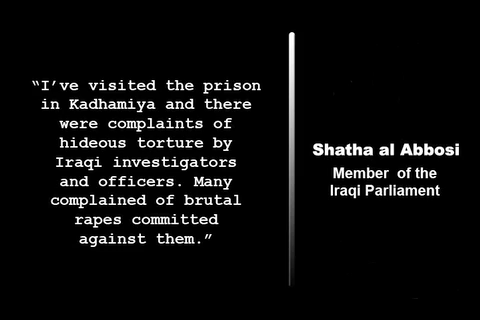 “I’ve visited the prison
in Kadhamiya and there
were complaints of
hideous torture by
Iraqi investigators
and officers. Many
complained of brutal
rapes committed
against them.”
Shatha al Abbosi
Member of the
Iraqi Parliament